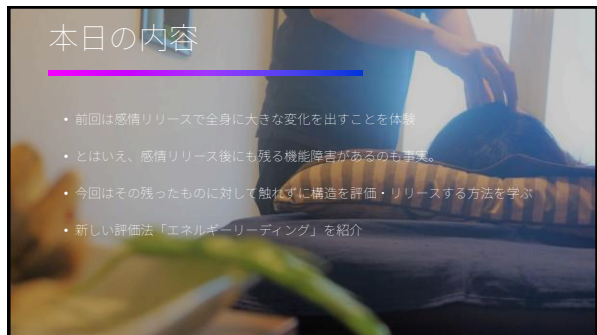 本日の内容
前回は感情リリースで全身に大きな変化を出すことを体験
とはいえ、感情リリース後にも残る機能障害があるのも事実。
今回はその残ったものに対して触れずに構造を評価・リリースする方法を学ぶ
新しい評価法「エネルギーリーディング」を紹介